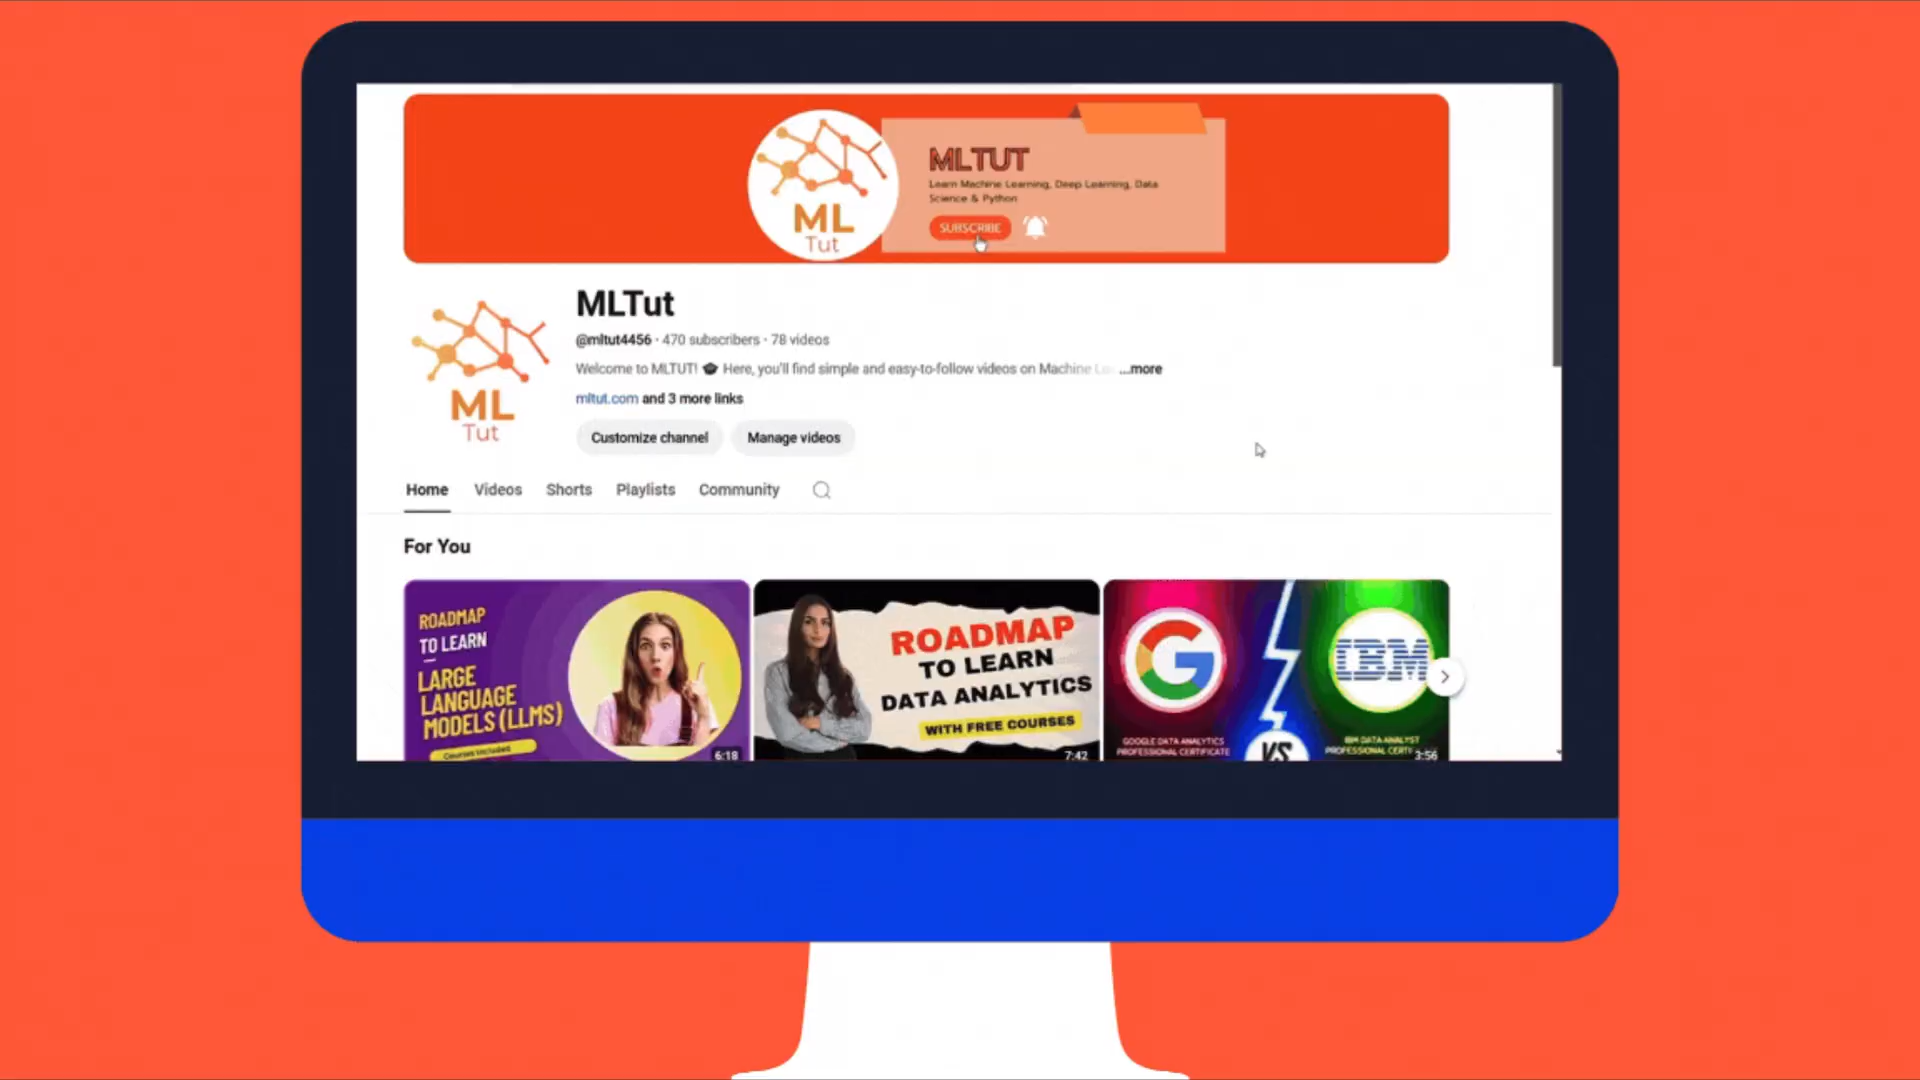 ML
Tut
MLTUT
Learn Machine Learning, Deep Learning, Data
Science & Python
SUBSCRIBE
ML
Tut
MLTut
@mltut4456 · 470 subscribers · 78 videos
Welcome to MLTUT! 🎓 Here, you'll find simple and easy-to-follow videos on Machine ...more
mltut.com and 3 more links
Customize channel
Manage videos
Home
Videos
Shorts
Playlists
Community
For You
ROADMAP
TO LEARN
LARGE
LANGUAGE
MODELS (LLMS)
Courses Included
6:18
ROADMAP
TO LEARN
DATA ANALYTICS
WITH FREE COURSES
7:42
G
GOOGLE DATA ANALYTICS
PROFESSIONAL CERTIFICATE
VS
IBM
IBM DATA ANALYST
PROFESSIONAL CERTI
3:56